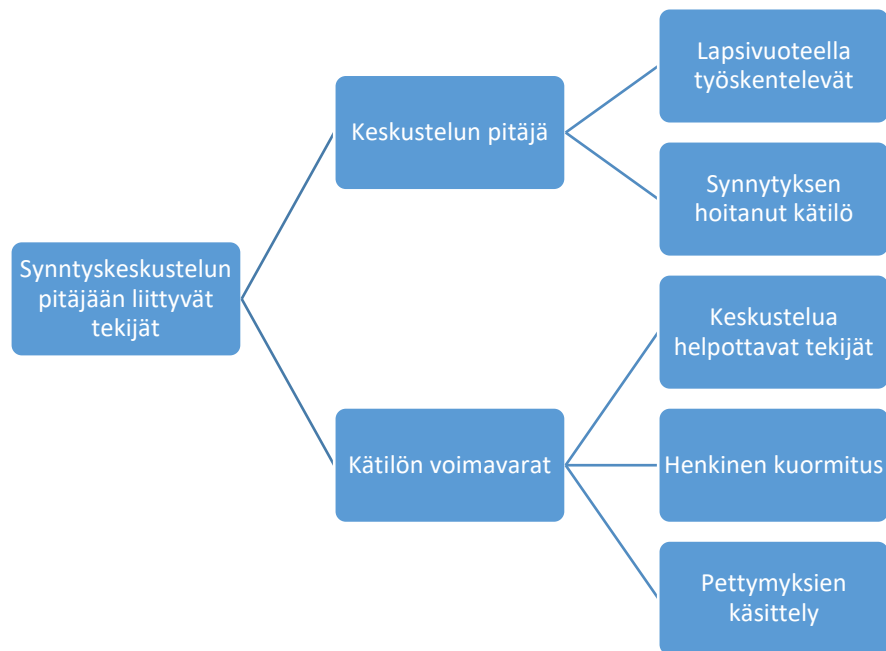 Synntyskeskustelun
pitäjään liittyvät
tekijät
Keskustelun pitäjä
Lapsivuoteella
työskentelevät
Synnytyksen
hoitanut kätilö
Kätilön voimavarat
Keskustelua
helpottavat tekijät
Henkinen kuormitus
Pettymyksien
käsittely